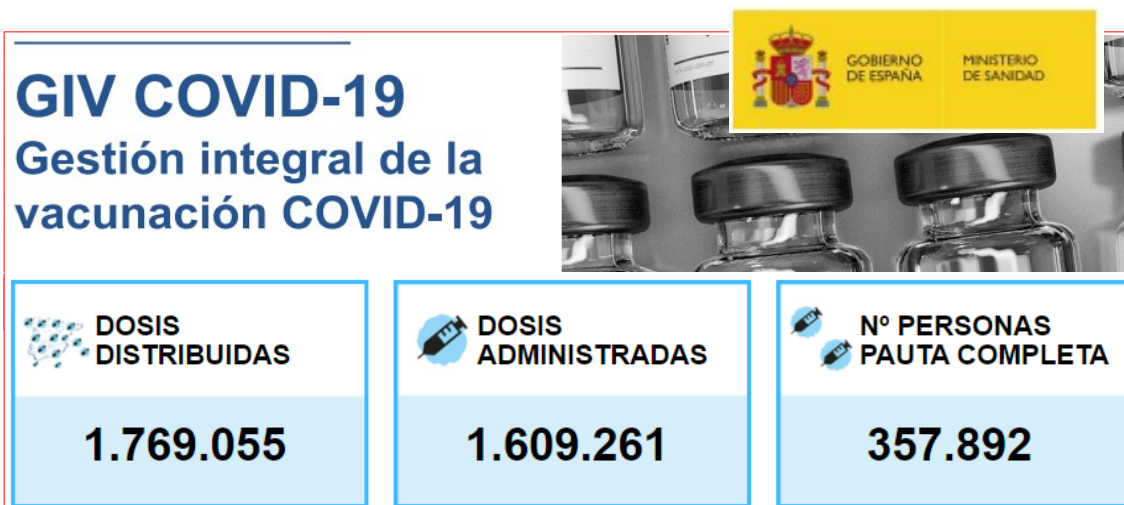 GOBIERNO
DE ESPAÑA
MINISTERIO
DE SANIDAD
GIV COVID-19
Gestión integral de la
vacunación COVID-19
DOSIS
DISTRIBUIDAS
1.769.055
DOSIS
ADMINISTRADAS
1.609.261
Nº PERSONAS
PAUTA COMPLETA
357.892